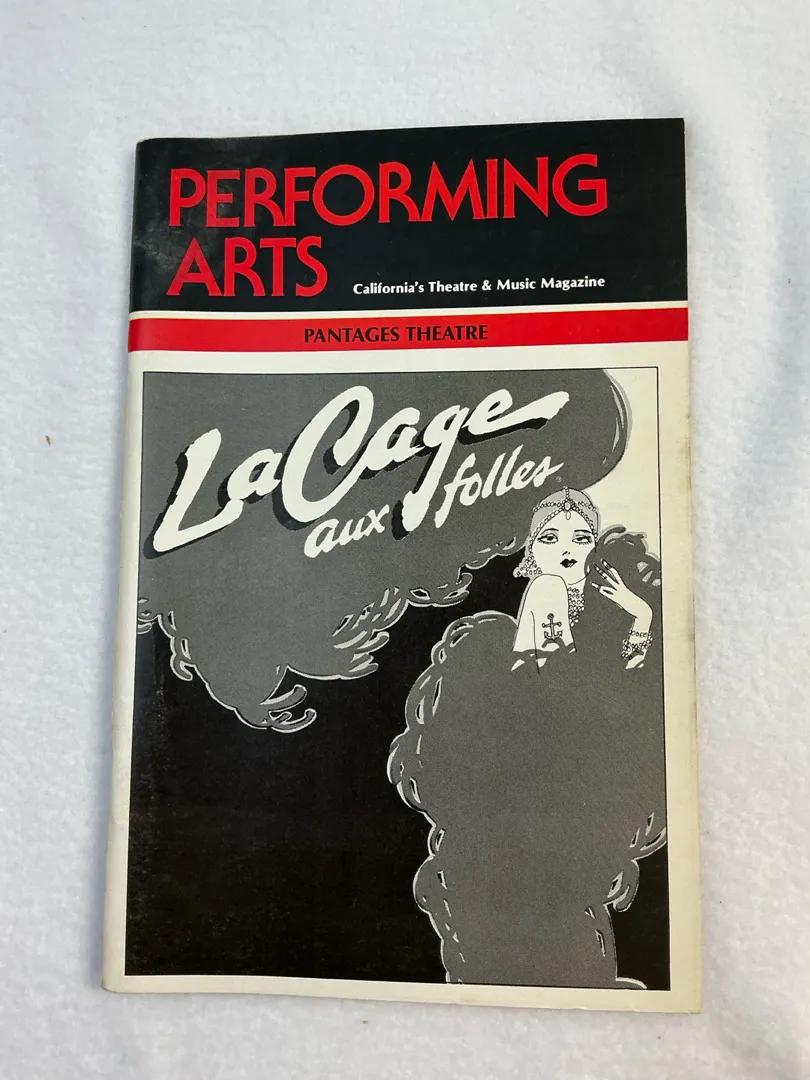 PERFORMING
ARTS
California's Theatre & Music Magazine
PANTAGES THEATRE
La Cage
aux folles